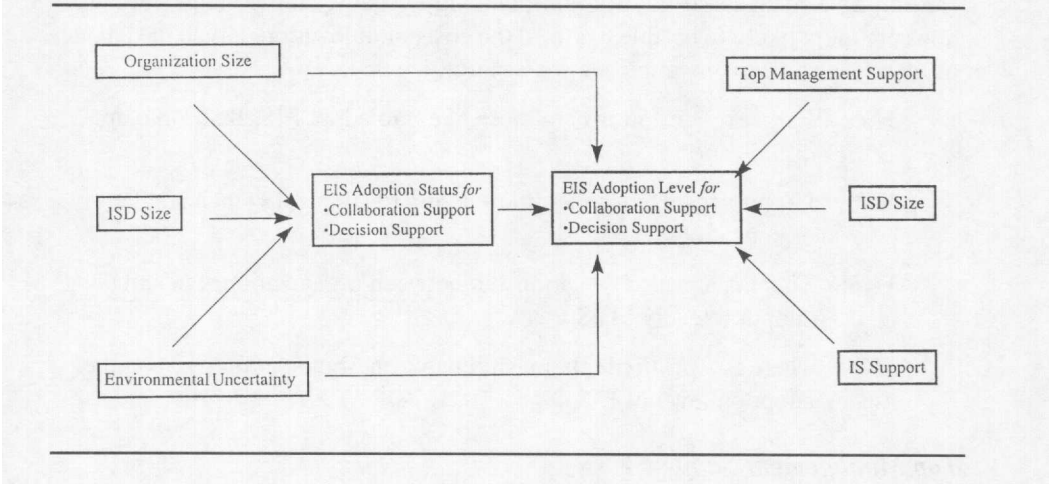 Organization Size
Top Management Support
EIS Adoption Status for
•Collaboration Support
•Decision Support
EIS Adoption Level for
•Collaboration Support
•Decision Support
ISD Size
ISD Size
Environmental Uncertainty
IS Support